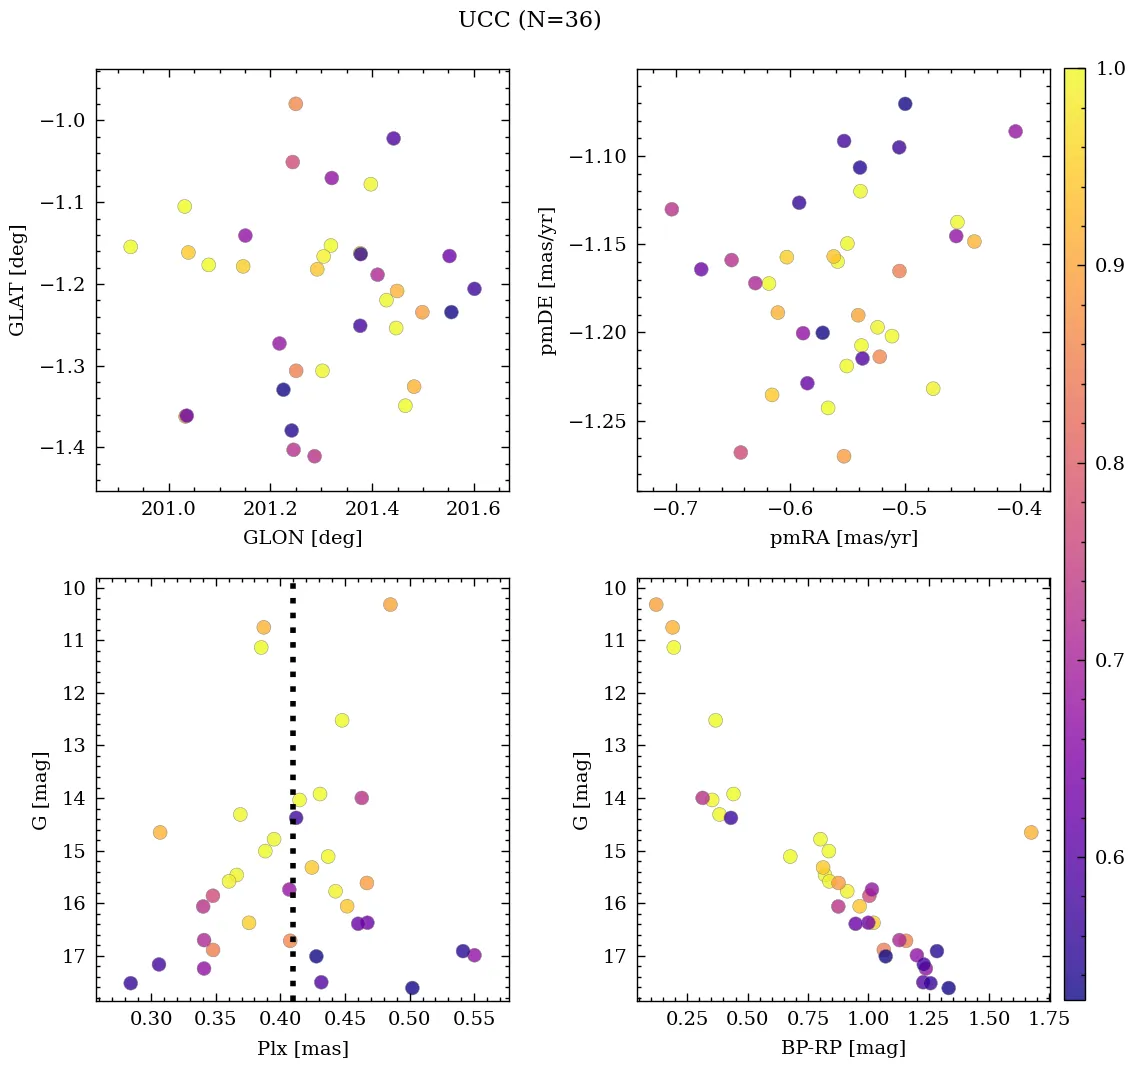 UCC (N=36)
−1.0
−1.1
−1.2
−1.3
−1.4
GLAT [deg]
201.0 201.2 201.4 201.6
GLON [deg]
−1.10
−1.15
−1.20
−1.25
pmDE [mas/yr]
−0.7 −0.6 −0.5 −0.4
pmRA [mas/yr]
1.0
0.9
0.8
0.7
0.6
10
11
12
13
14
15
16
17
G [mag]
0.30 0.35 0.40 0.45 0.50 0.55
Plx [mas]
10
11
12
13
14
15
16
17
G [mag]
0.25 0.50 0.75 1.00 1.25 1.50 1.75
BP-RP [mag]